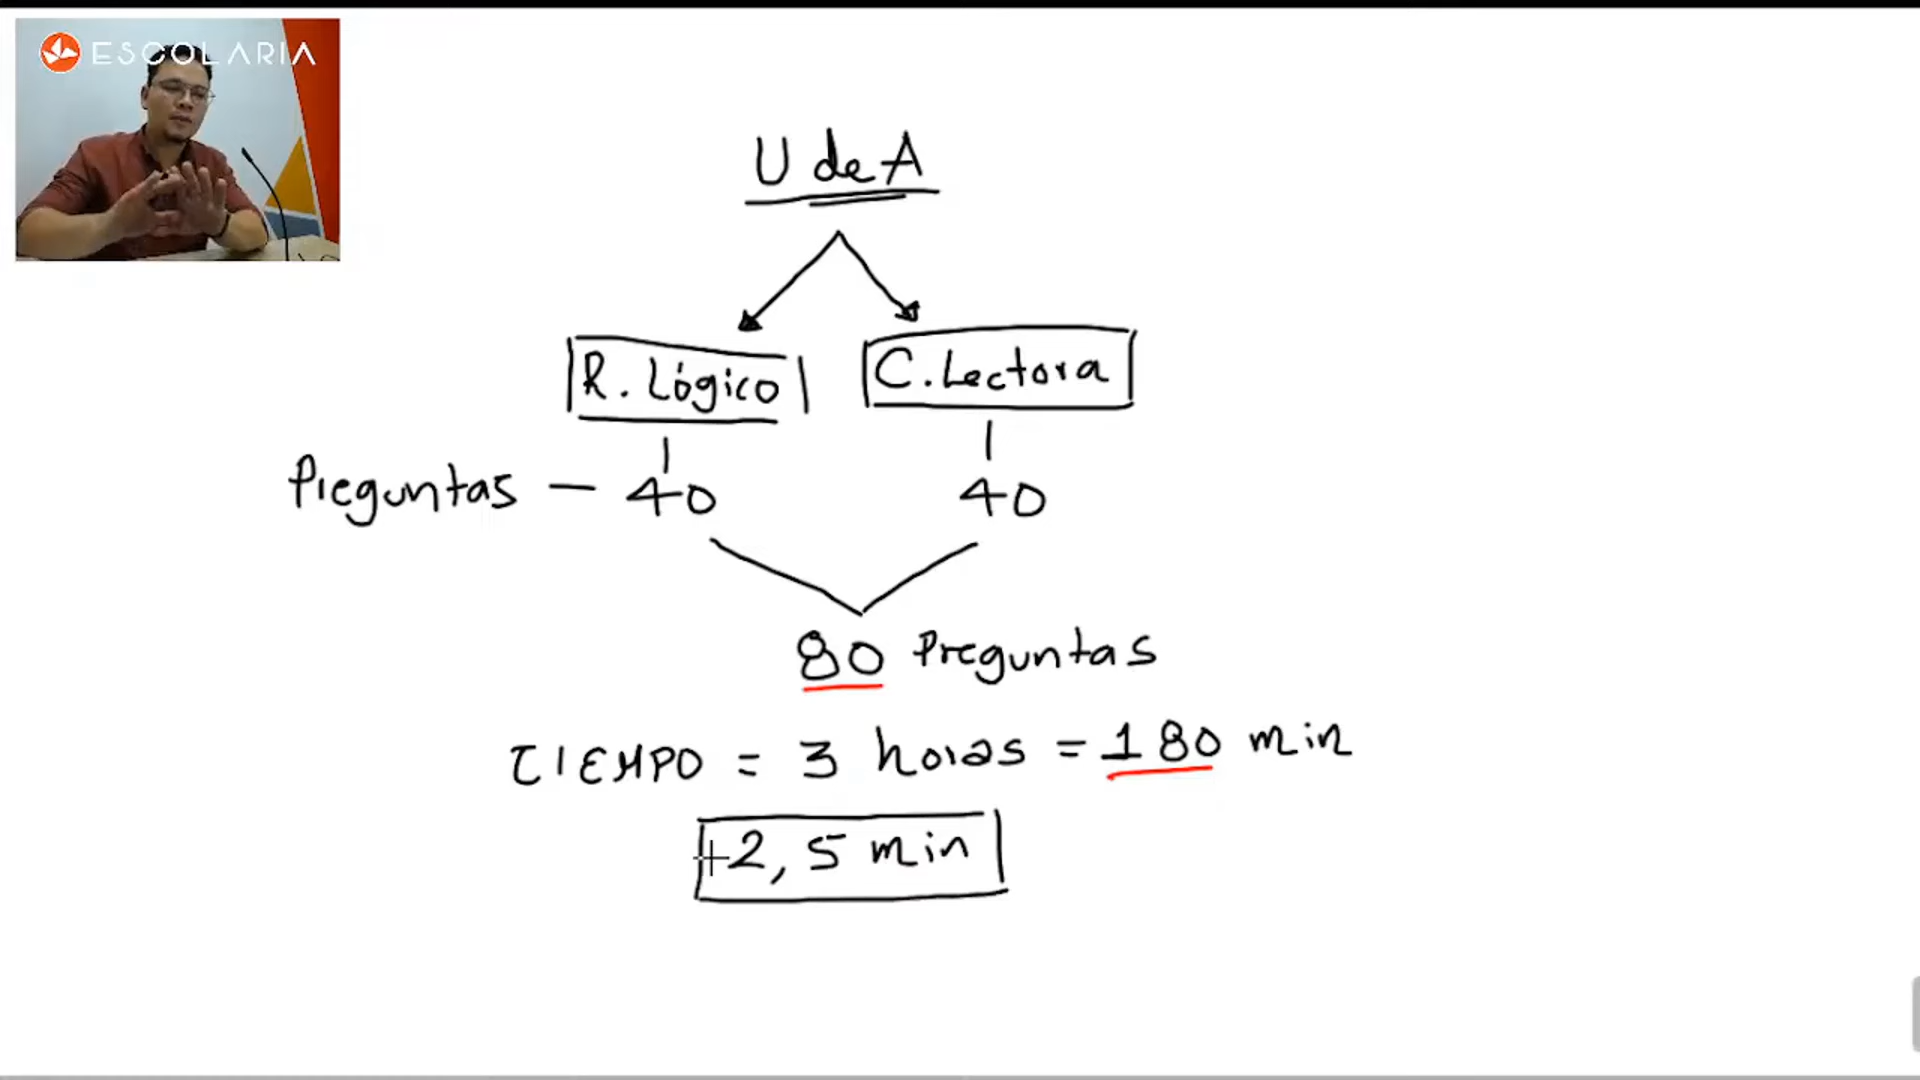 ESCOLARIA
U de A
R. Lógico
C. Lectora
Preguntas - 40
40
80 Preguntas
TIEMPO = 3 horas = 180 min
2,5 min